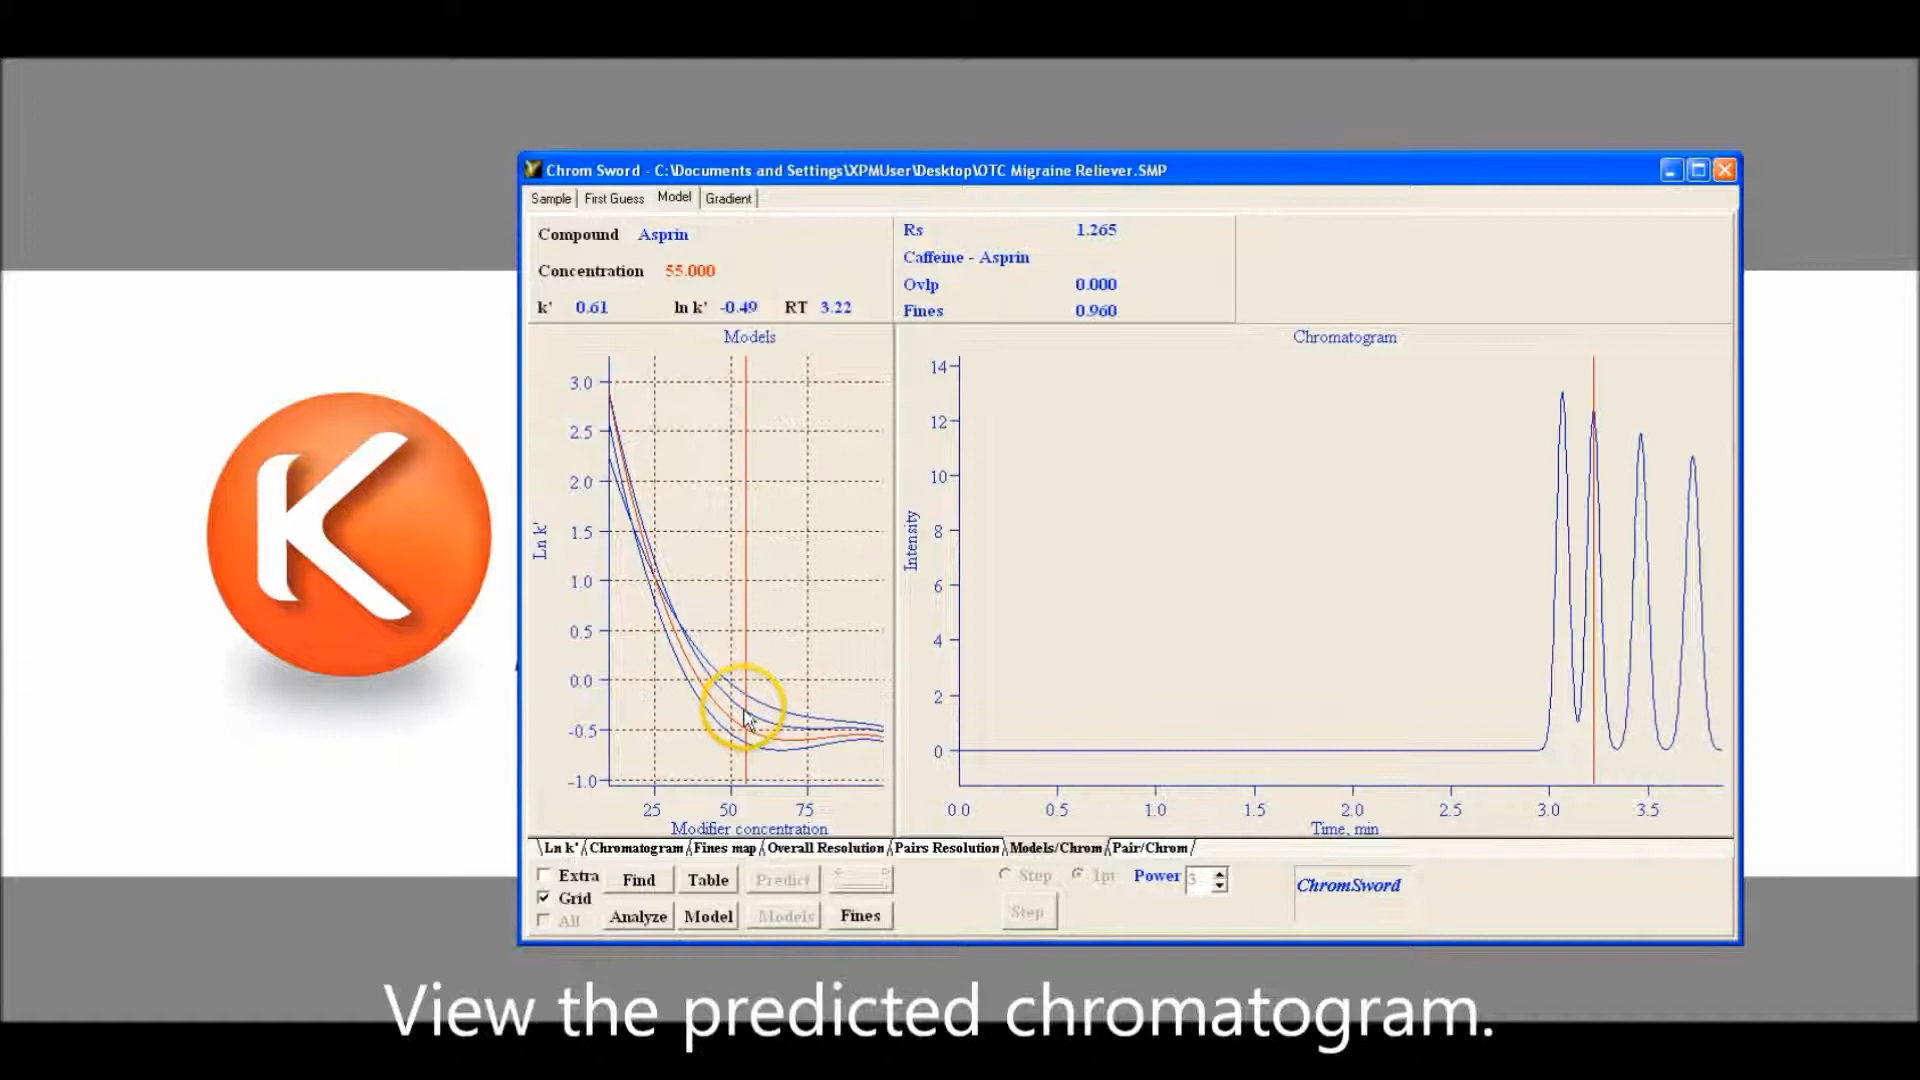 K
Chrom Sword - C:\Documents and Settings\XPMUser\Desktop\OTC Migraine Reliever.SMP
Sample First Guess Model Gradient
Compound Asprin
Concentration 55.000
k' 0.61 ln k' -0.49 RT 3.22
Rs 1.265
Caffeine - Asprin
Ovlp 0.000
Fines 0.960
Models
3.0
2.5
2.0
1.5
1.0
0.5
0.0
-0.5
-1.0
Ln k'
25 50 75
Modifier concentration
Chromatogram
14
12
10
8
6
4
2
0
Intensity
0.0 0.5 1.0 1.5 2.0 2.5 3.0 3.5
Time, min
Ln k' Chromatogram Fines map Overall Resolution Pairs Resolution Models/Chrom Pair/Chrom
Extra Find Table Predict Step 1pt Power 3
Grid
All Analyze Model Models Fines Step
ChromSword
View the predicted chromatogram.